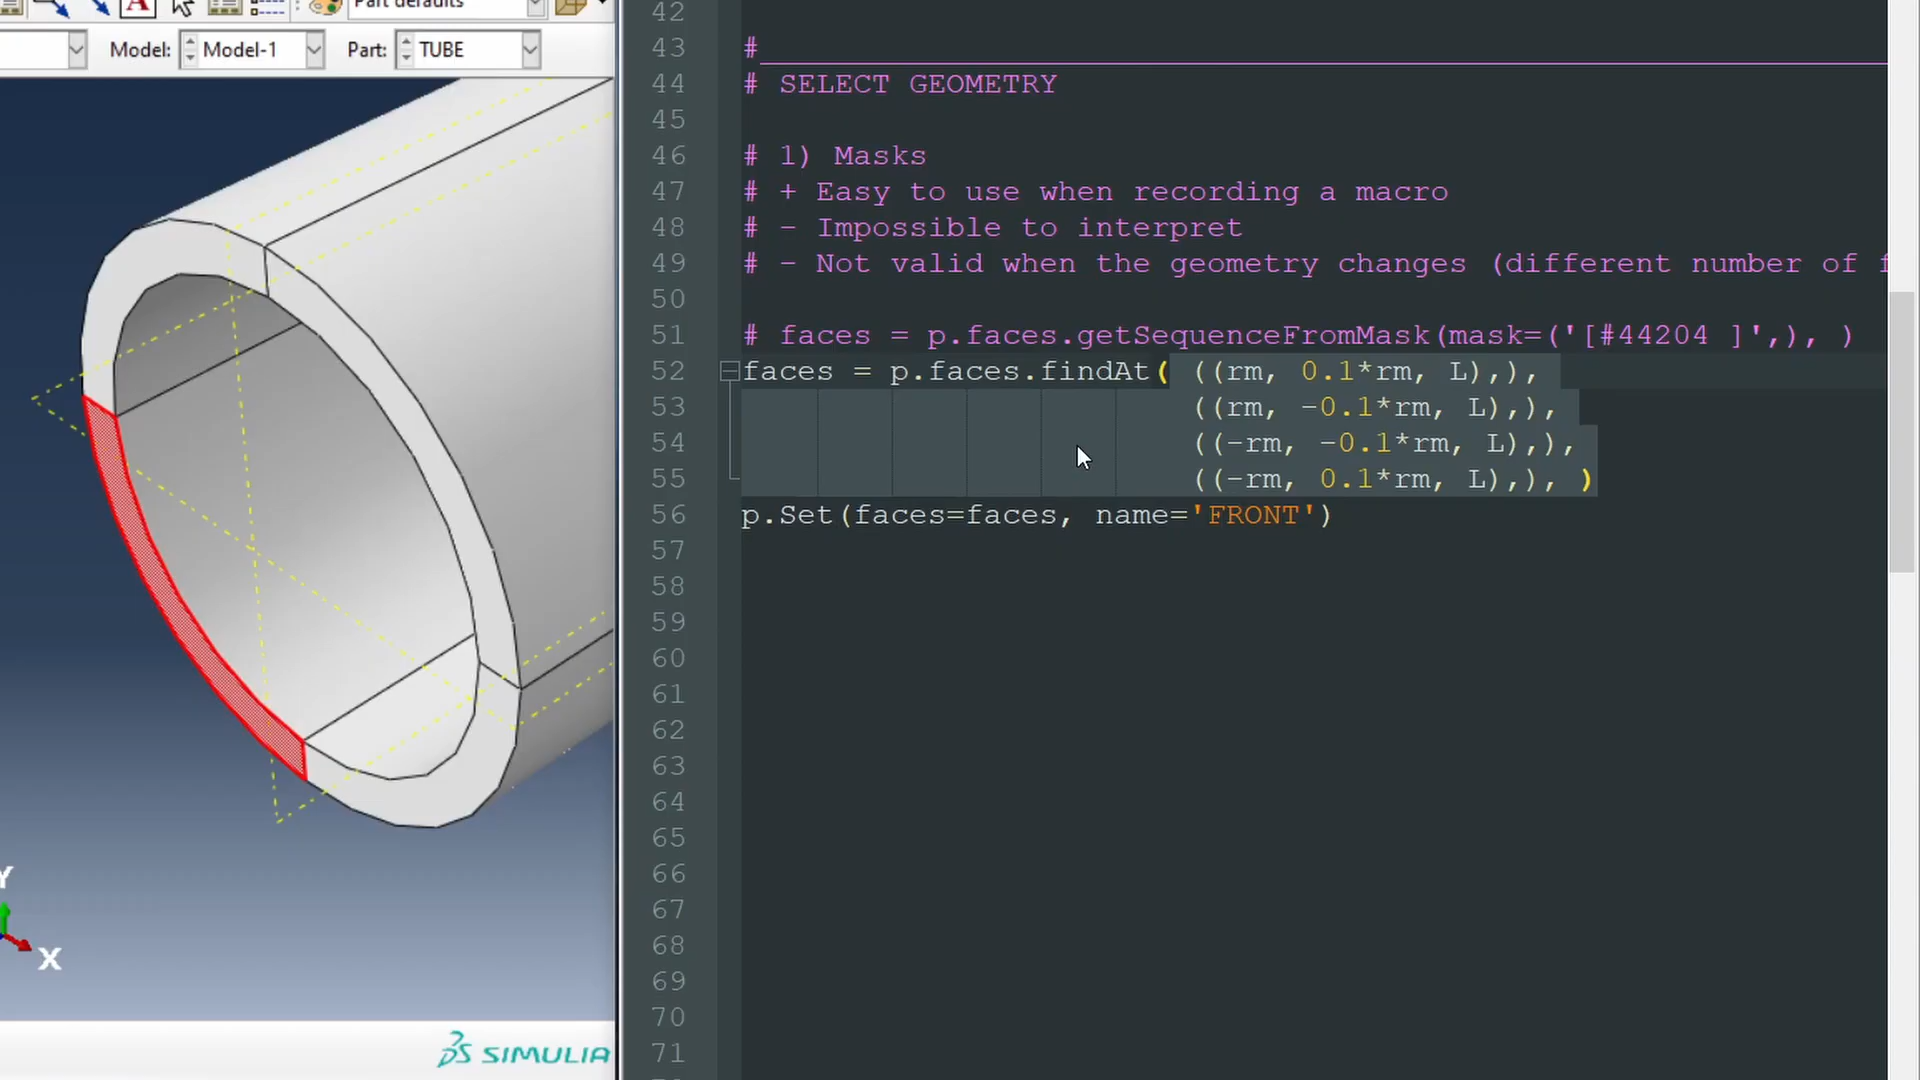 Part defaults
Model: Model-1 Part: TUBE
Y
X
SIMULIA
42
43 #
44 # SELECT GEOMETRY
45
46 # 1) Masks
47 # + Easy to use when recording a macro
48 # - Impossible to interpret
49 # - Not valid when the geometry changes (different number of
50
51 # faces = p.faces.getSequenceFromMask(mask=('[#44204 ]',), )
52 faces = p.faces.findAt( ((rm, 0.1*rm, L),),
53 ((rm, -0.1*rm, L),),
54 ((-rm, -0.1*rm, L),),
55 ((-rm, 0.1*rm, L),), )
56 p.Set(faces=faces, name='FRONT')
57
58
59
60
61
62
63
64
65
66
67
68
69
70
71